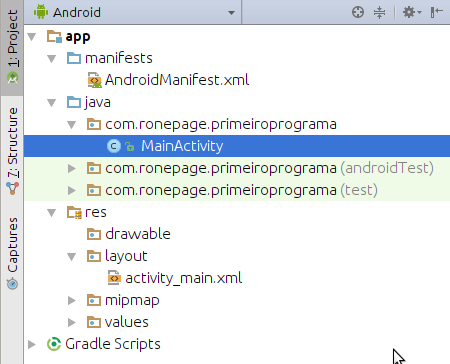 Android
1: Project
7: Structure
Captures
app
manifests
AndroidManifest.xml
java
com.ronepage.primeiroprograma
MainActivity
com.ronepage.primeiroprograma (androidTest)
com.ronepage.primeiroprograma (test)
res
drawable
layout
activity_main.xml
mipmap
values
Gradle Scripts